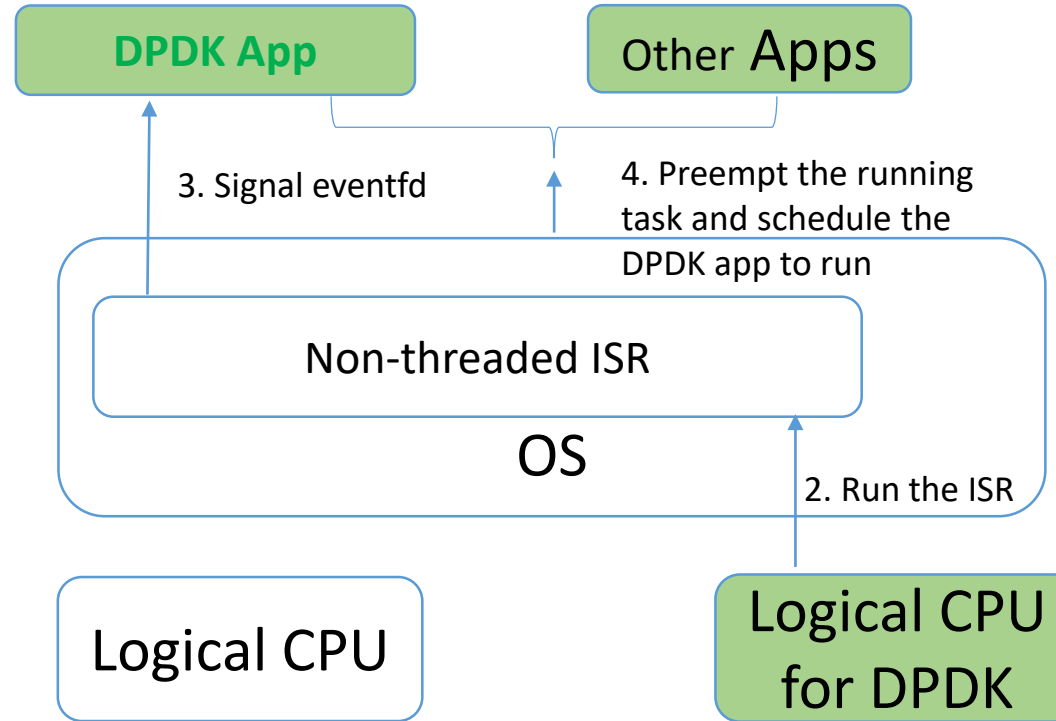 DPDK App
Other Apps
3. Signal eventfd
4. Preempt the running
task and schedule the
DPDK app to run
Non-threaded ISR
OS
2. Run the ISR
Logical CPU
Logical CPU
for DPDK